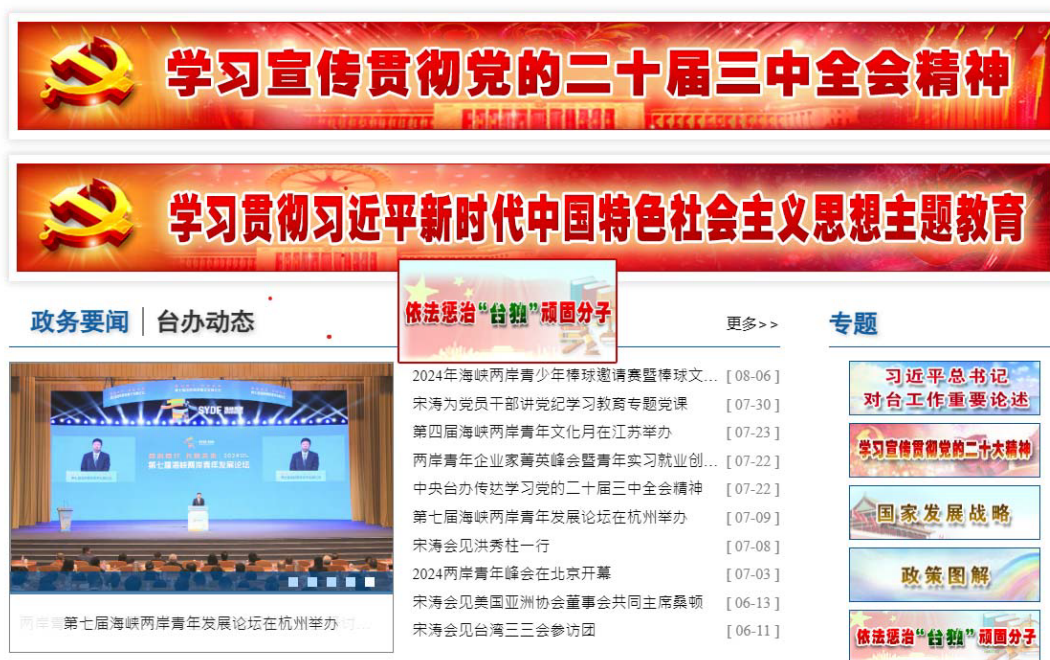 学习宣传贯彻党的二十届三中全会精神
学习贯彻习近平新时代中国特色社会主义思想主题教育
依法惩治“台独”顽固分子
政务要闻
台办动态
更多>>
SYDF
第七届海峡两岸青年发展论坛
第七届海峡两岸青年发展论坛在杭州举办
2024年海峡两岸青少年棒球邀请赛暨棒球文... [ 08-06 ]
宋涛为党员干部讲党纪学习教育专题党课 [ 07-30 ]
第四届海峡两岸青年文化月在江苏举办 [ 07-23 ]
两岸青年企业家菁英峰会暨青年实习就业创... [ 07-22 ]
中央台办传达学习党的二十届三中全会精神 [ 07-22 ]
第七届海峡两岸青年发展论坛在杭州举办 [ 07-09 ]
宋涛会见洪秀柱一行 [ 07-08 ]
2024两岸青年峰会在北京开幕 [ 07-03 ]
宋涛会见美国亚洲协会董事会共同主席桑顿 [ 06-13 ]
宋涛会见台湾三三会参访团 [ 06-11 ]
专题
习近平总书记
对台工作重要论述
学习宣传贯彻党的二十大精神
国家发展战略
政策图解
依法惩治“台独”顽固分子